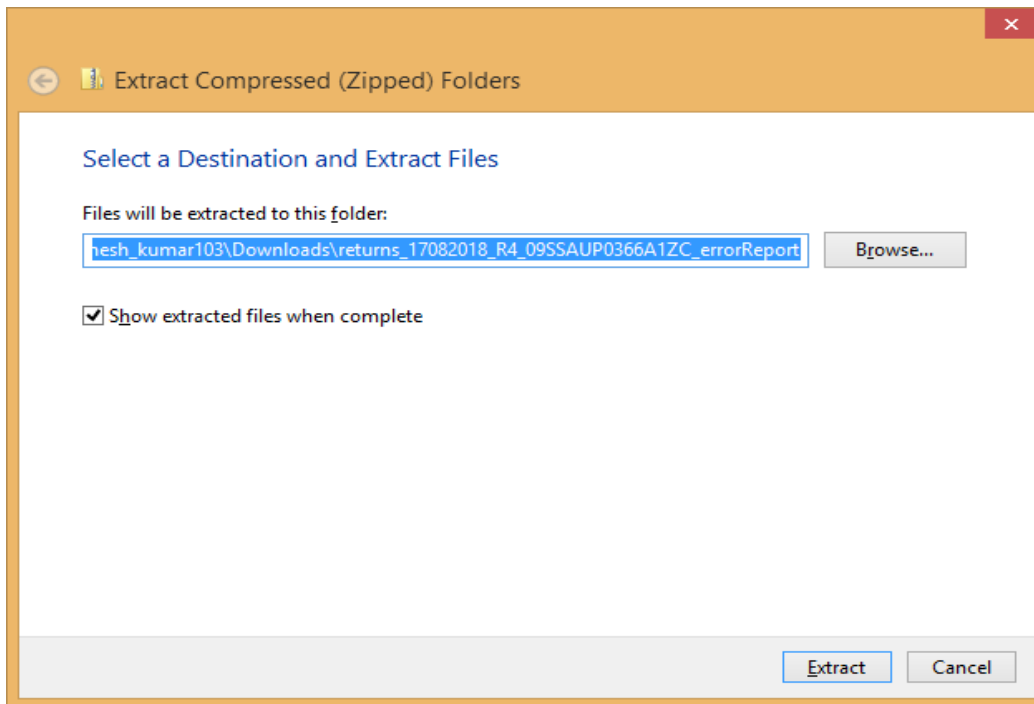 Extract Compressed (Zipped) Folders
Select a Destination and Extract Files
Files will be extracted to this folder:
nesh_kumar103\Downloads\returns_17082018_R4_09SSAUP0366A1ZC_errorReport
Browse...
Show extracted files when complete
Extract
Cancel